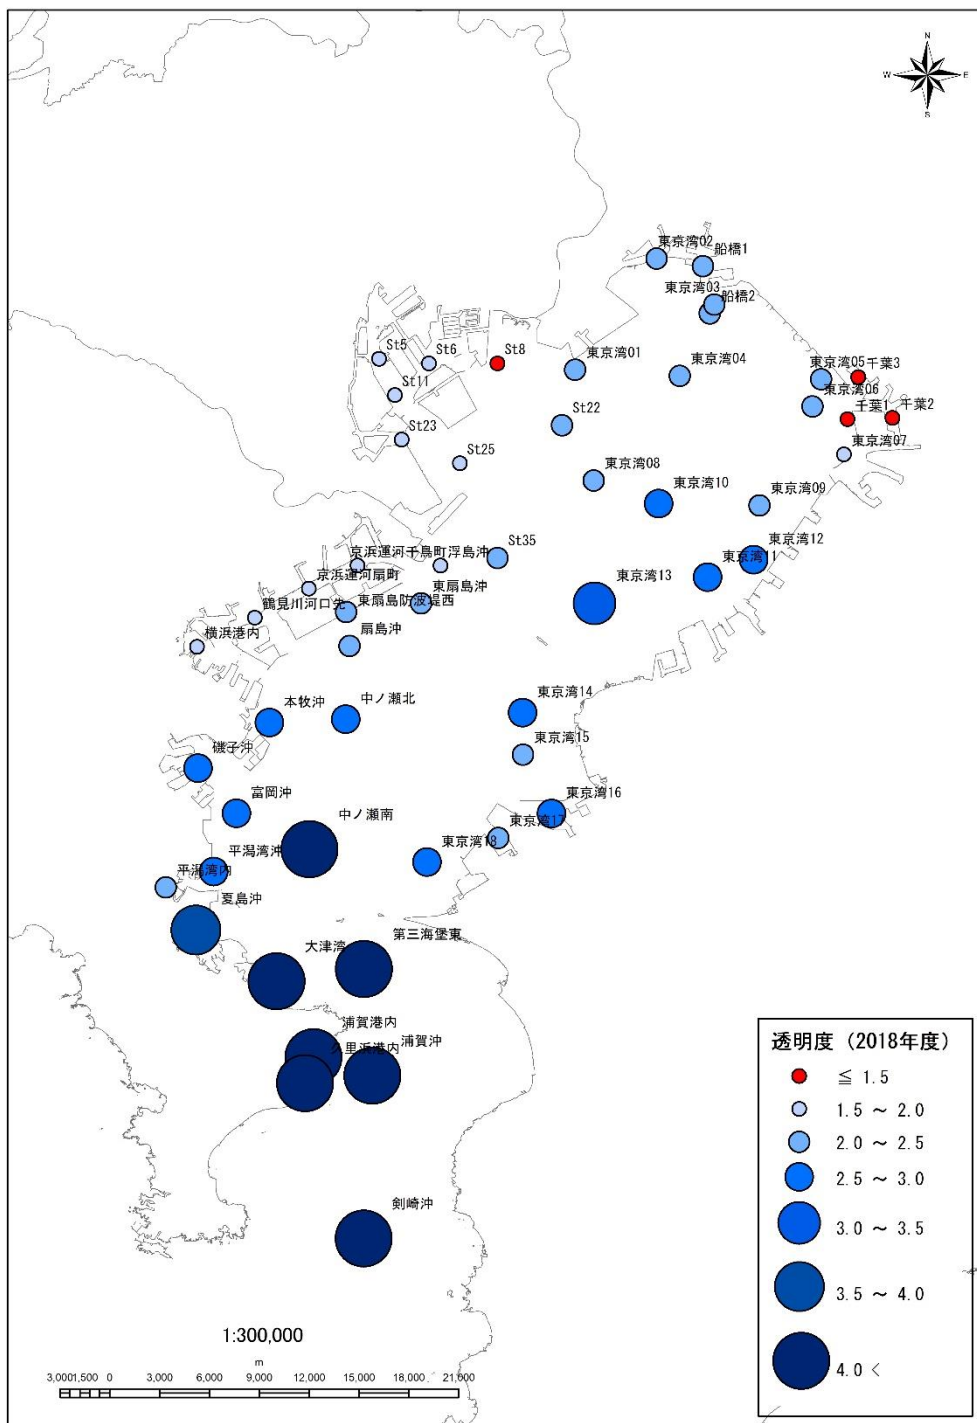 N
W
E
S
東京湾02
船橋1
東京湾03
船橋2
St5
St6
St8
東京湾01
東京湾04
東京湾05
千葉3
St11
東京湾06
千葉1
千葉2
St22
St23
東京湾07
St25
東京湾08
東京湾10
東京湾09
St35
東京湾12
京浜運河千鳥町
浮島沖
東京湾11
京浜運河扇町
東扇島沖
東京湾13
鶴見川河口先
東扇島防波堤西
横浜港内
扇島沖
本牧沖
中ノ瀬北
東京湾14
磯子沖
東京湾15
富岡沖
中ノ瀬南
東京湾16
東京湾17
平潟湾沖
東京湾18
平潟湾内
夏島沖
大津湾
第三海堡東
浦賀港内
久里浜港内
浦賀沖
剣崎沖
透明度（2018年度）
≦ 1.5
1.5 ～ 2.0
2.0 ～ 2.5
2.5 ～ 3.0
3.0 ～ 3.5
3.5 ～ 4.0
4.0 <
1:300,000
m
3,000 1,500 0 3,000 6,000 9,000 12,000 15,000 18,000 21,000